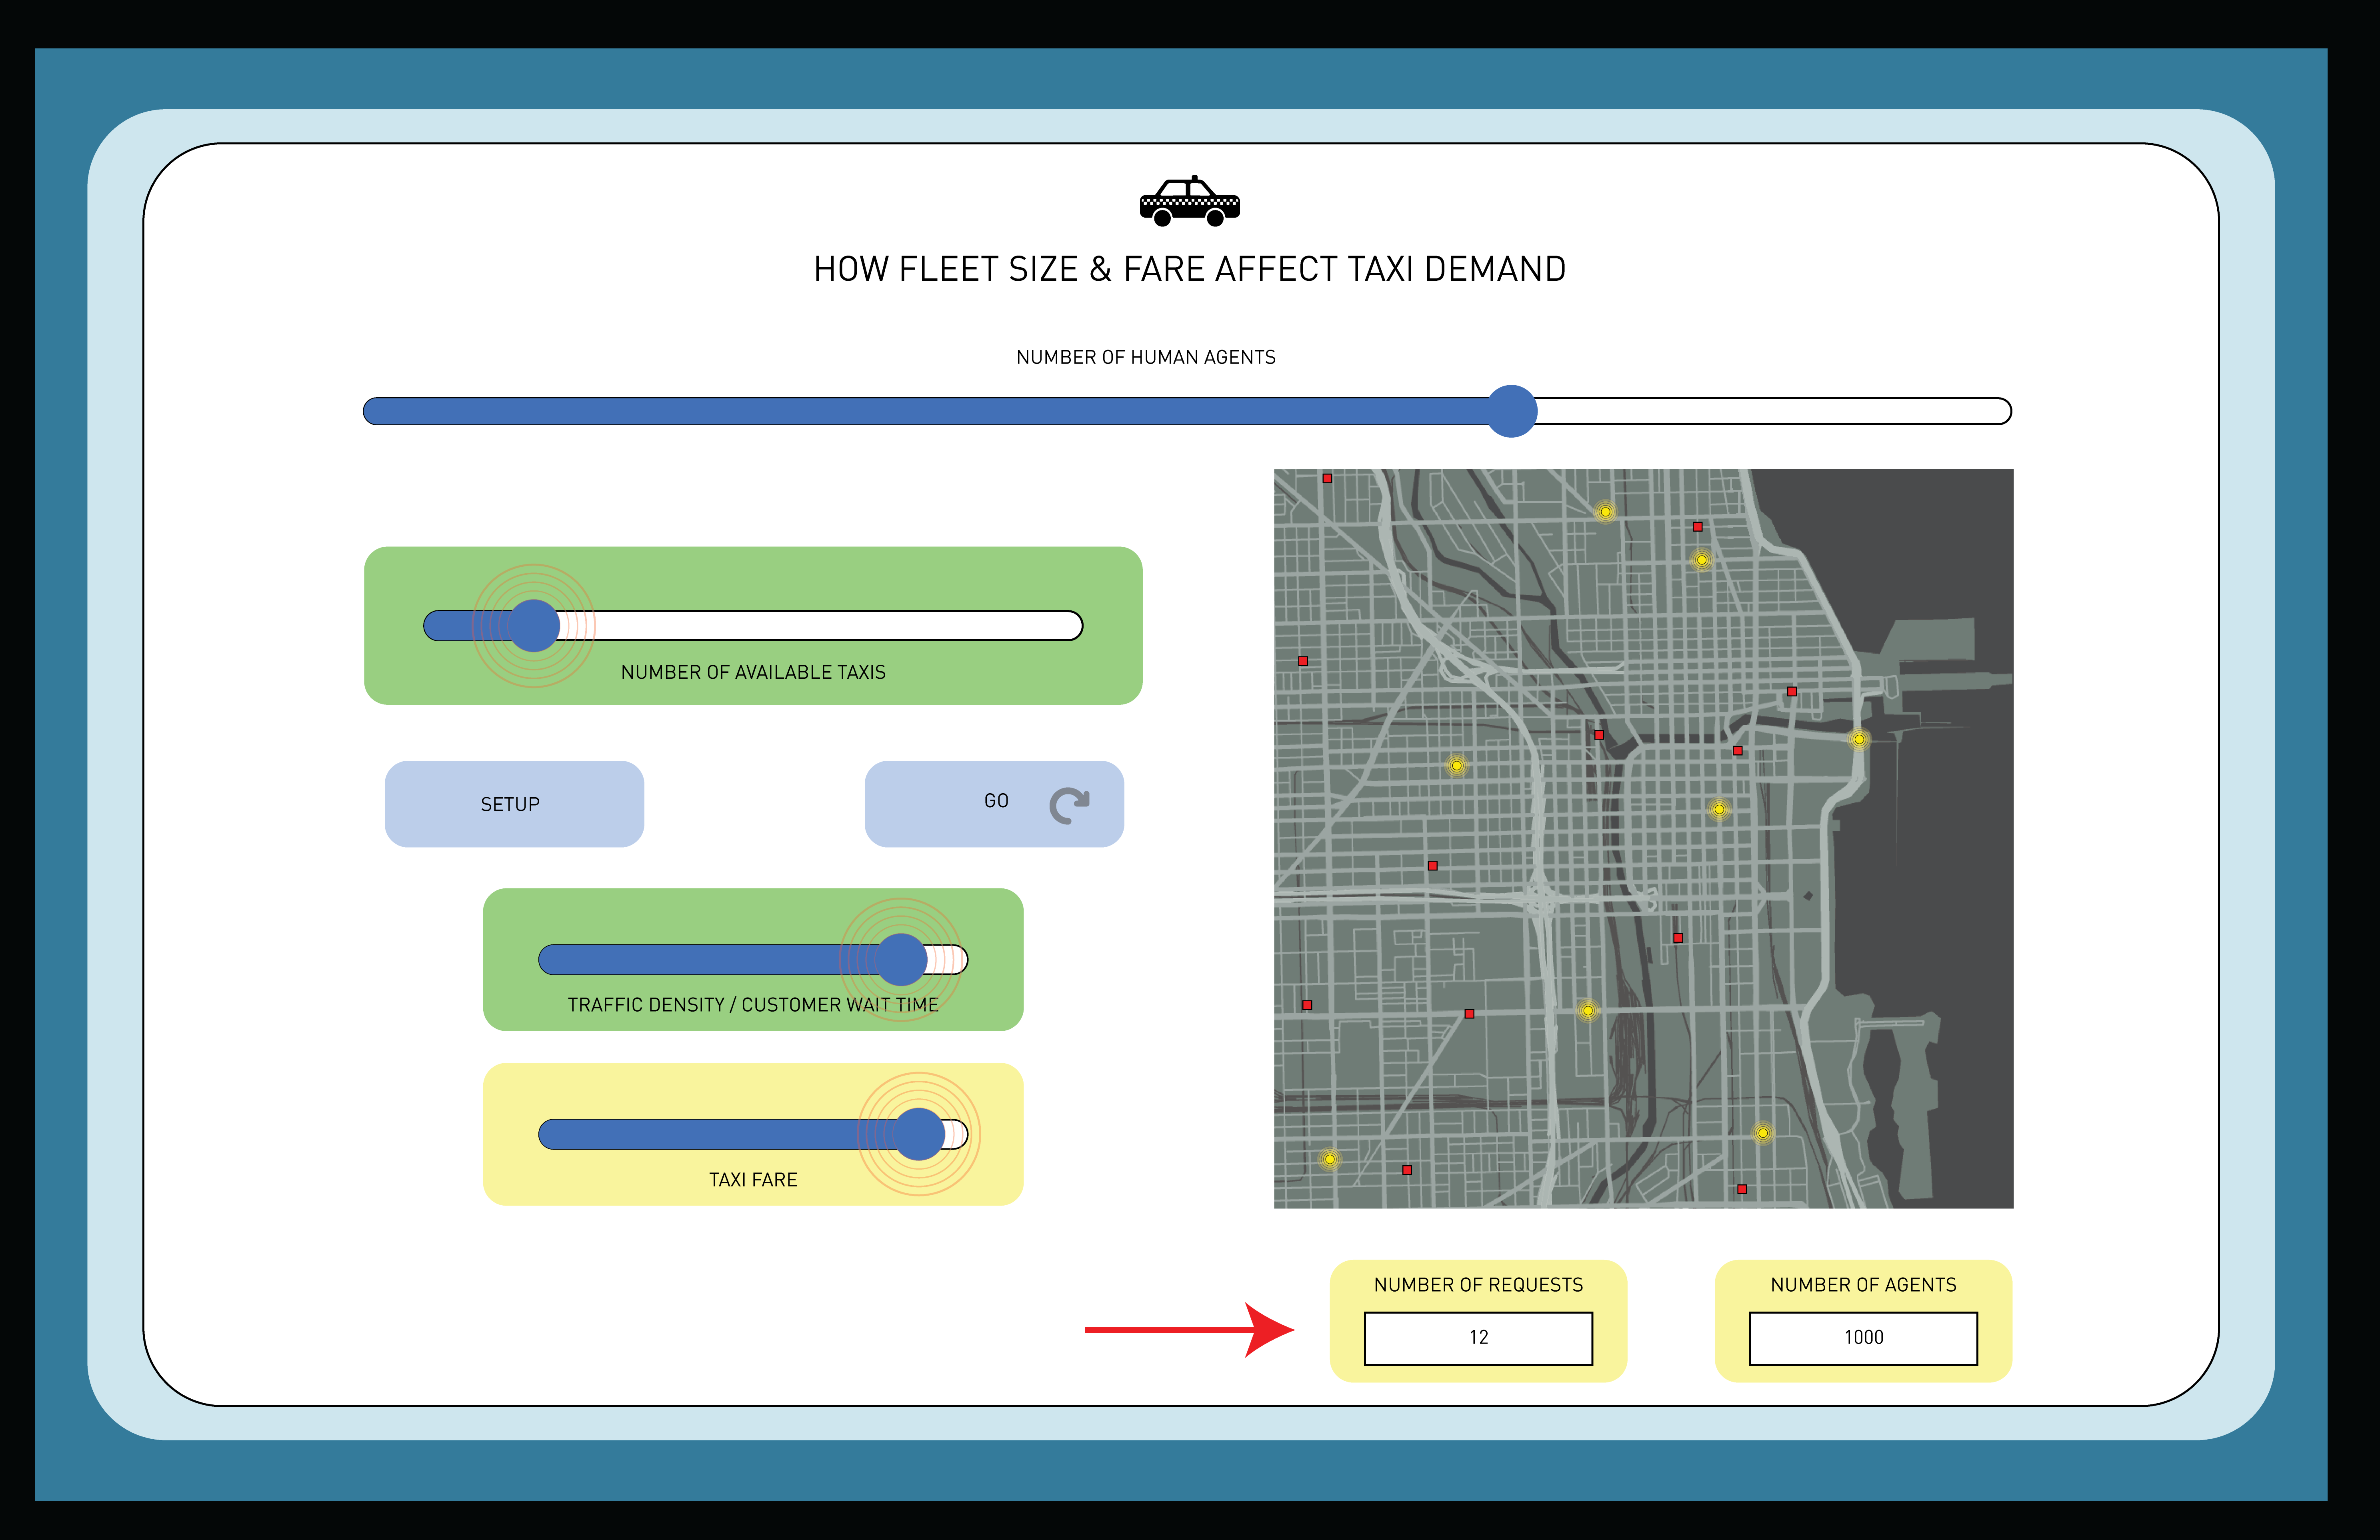 HOW FLEET SIZE & FARE AFFECT TAXI DEMAND
NUMBER OF HUMAN AGENTS
NUMBER OF AVAILABLE TAXIS
SETUP
GO
TRAFFIC DENSITY / CUSTOMER WAIT TIME
TAXI FARE
NUMBER OF REQUESTS
12
NUMBER OF AGENTS
1000